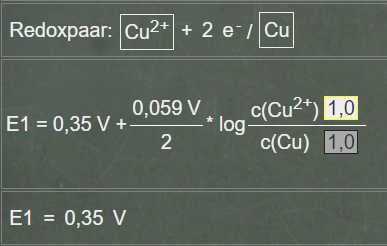 Redoxpaar: Cu²⁺ + 2 e⁻ / Cu
E1 = 0,35 V + 0,059 V / 2 * log c(Cu²⁺) 1,0 / c(Cu) 1,0
E1 = 0,35 V